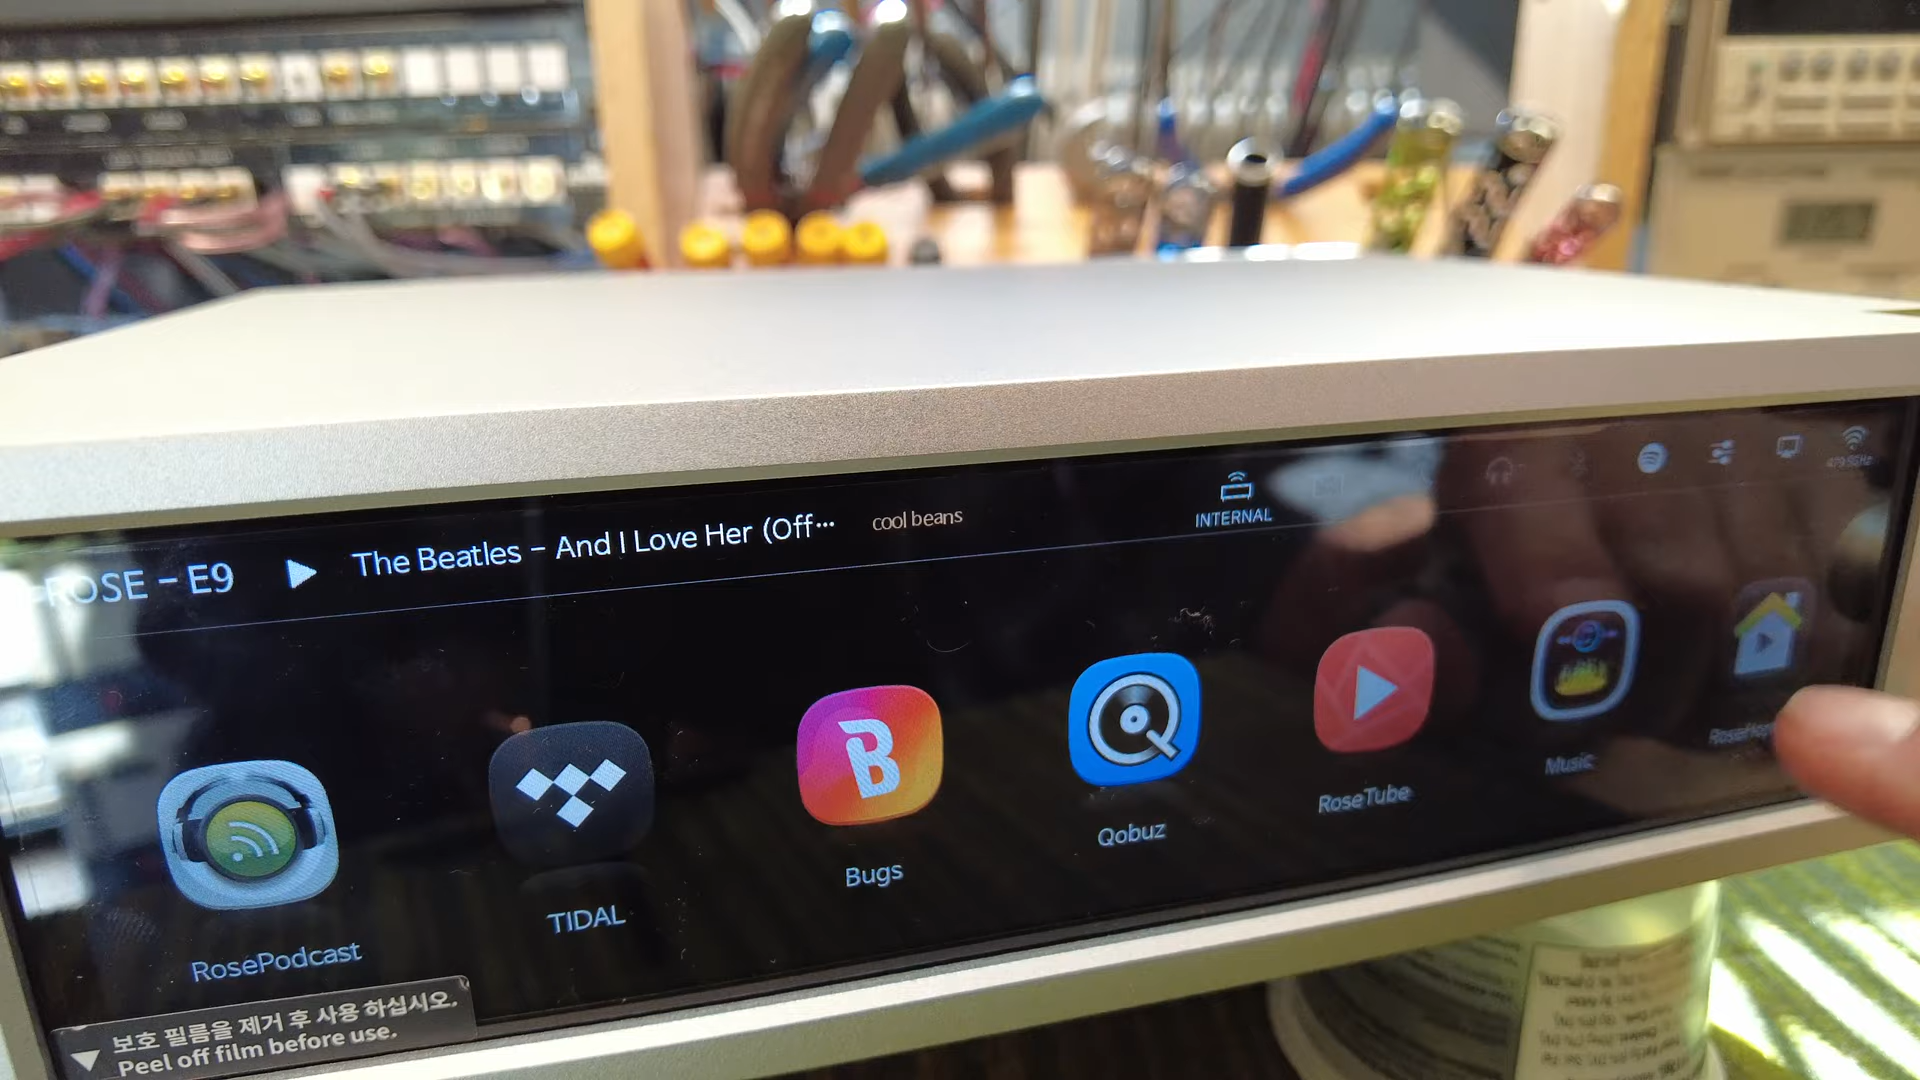 ROSE - E9
The Beatles - And I Love Her (Off...
cool beans
INTERNAL
RosePodcast
TIDAL
Bugs
Qobuz
RoseTube
Music
보호 필름을 제거 후 사용 하십시오.
Peel off film before use.